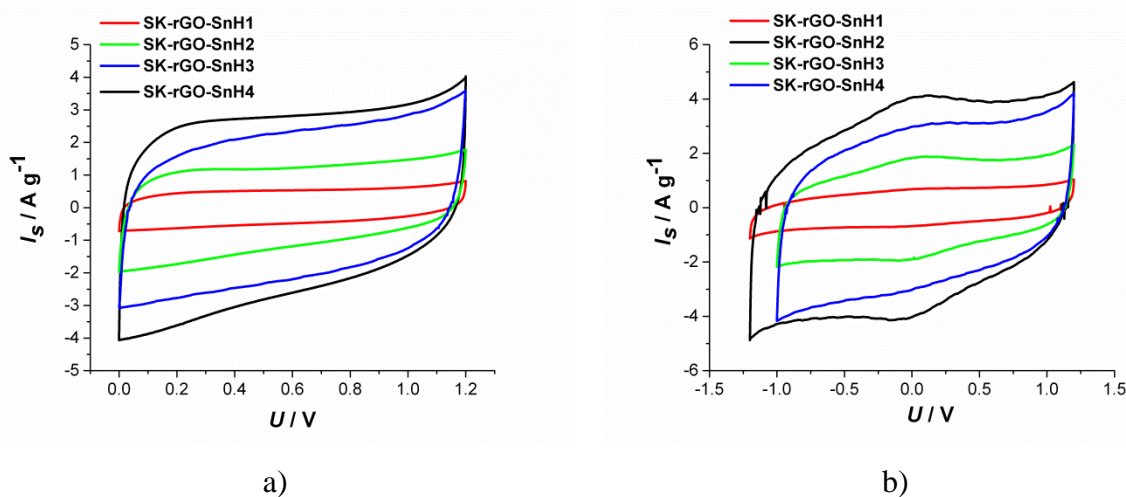 SK-rGO-SnH1
SK-rGO-SnH2
SK-rGO-SnH3
SK-rGO-SnH4
5
4
3
2
1
0
-1
-2
-3
-4
-5
I_S / A g⁻¹
0.0 0.2 0.4 0.6 0.8 1.0 1.2
U / V
a)
SK-rGO-SnH1
SK-rGO-SnH2
SK-rGO-SnH3
SK-rGO-SnH4
6
4
2
0
-2
-4
-6
I_S / A g⁻¹
-1.5 -1.0 -0.5 0.0 0.5 1.0 1.5
U / V
b)